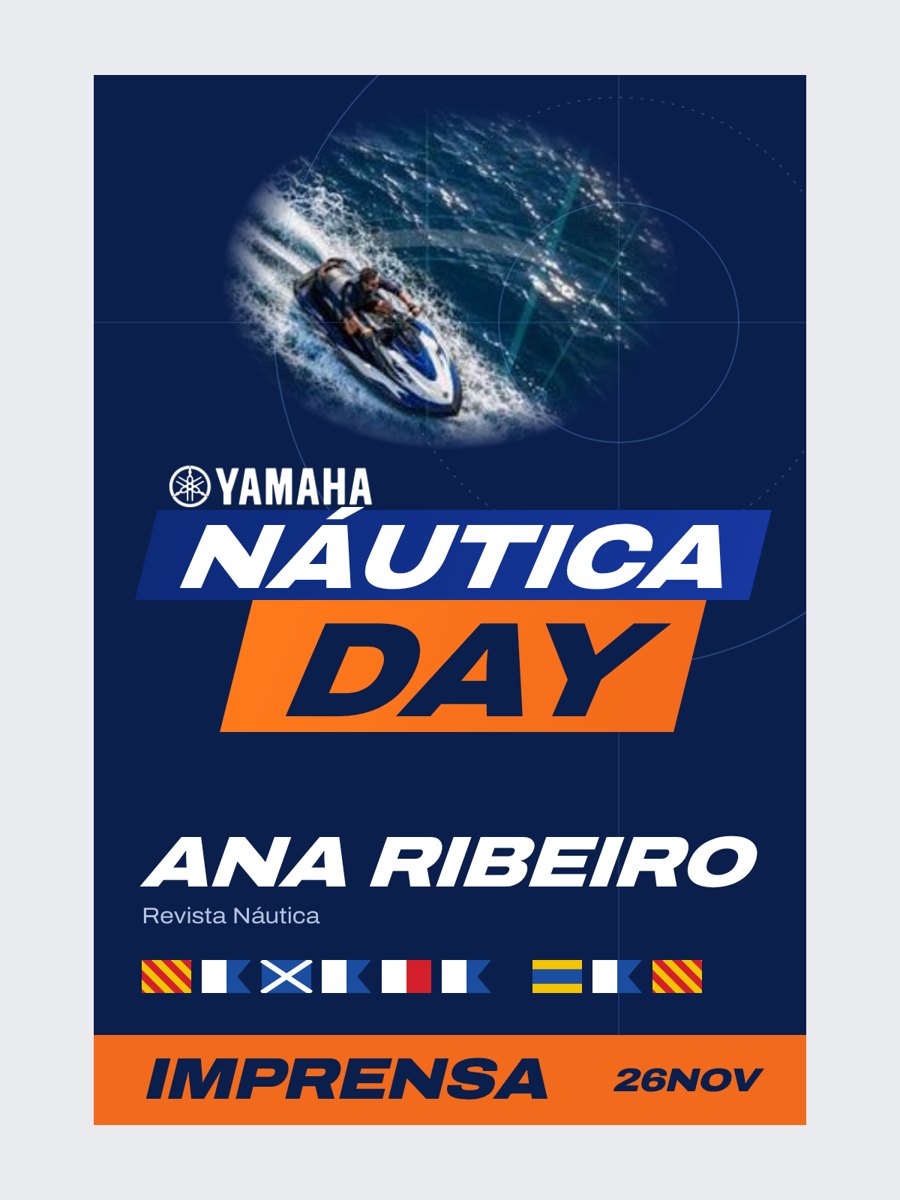 YAMAHA
NÁUTICA
DAY
ANA RIBEIRO
Revista Náutica
IMPRENSA 26NOV